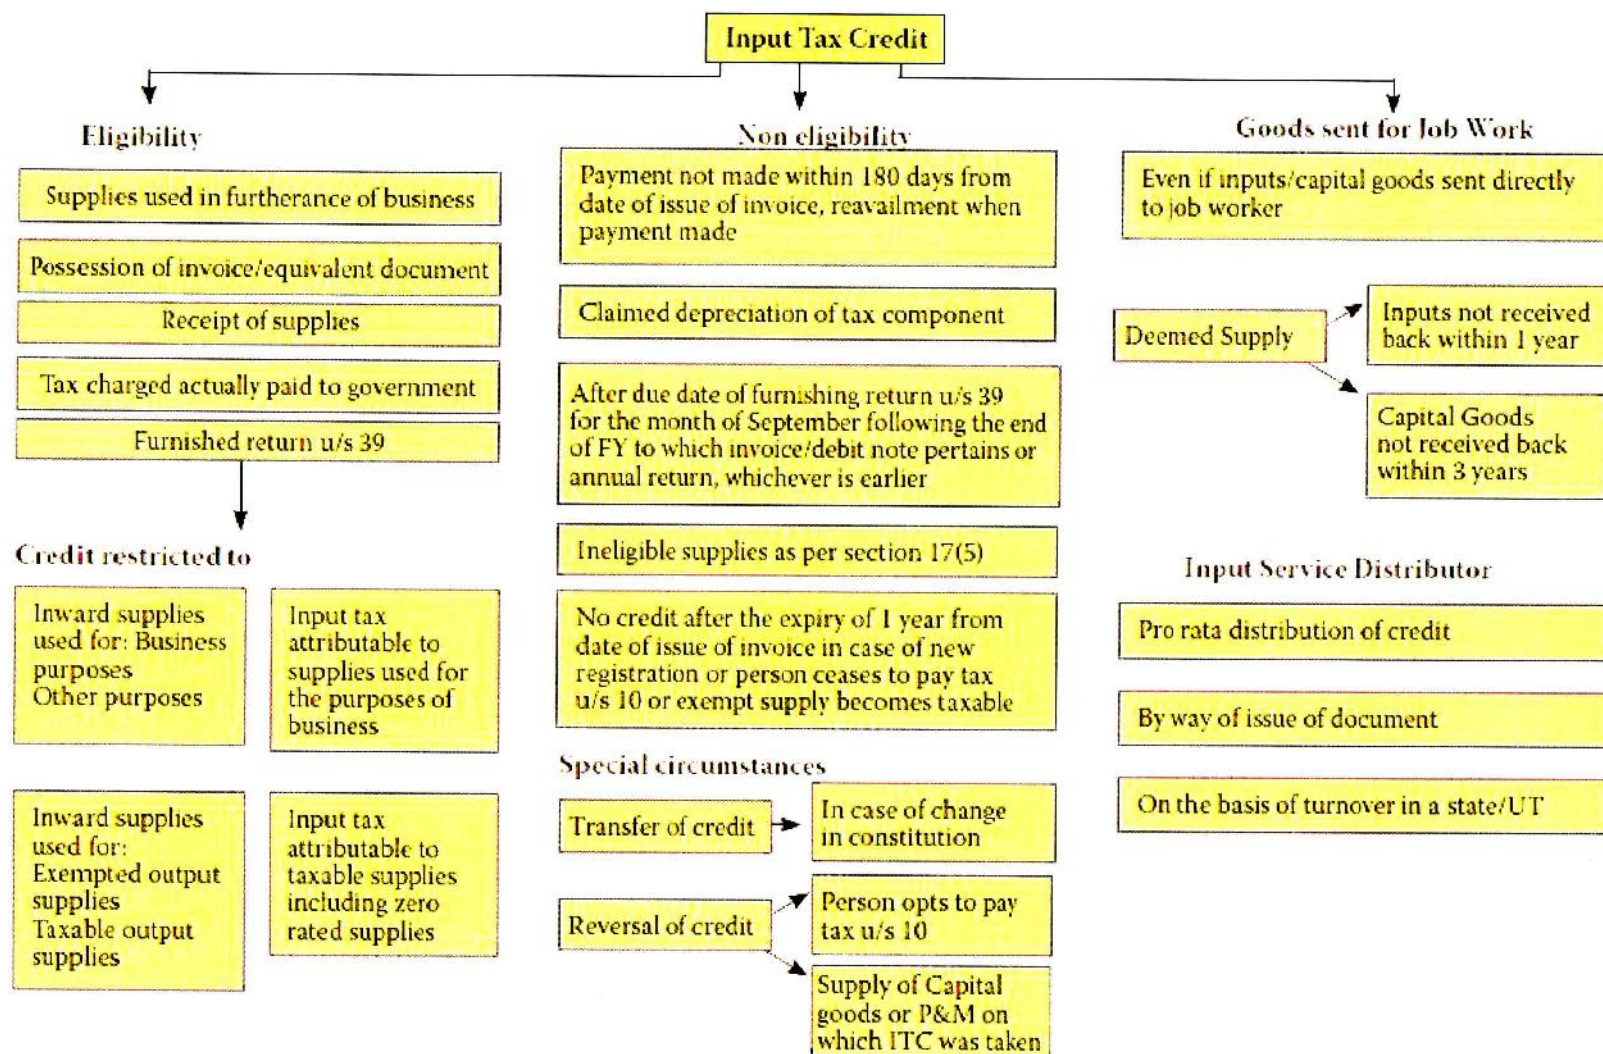 Input Tax Credit
Eligibility
Supplies used in furtherance of business
Possession of invoice/equivalent document
Receipt of supplies
Tax charged actually paid to government
Furnished return u/s 39
Credit restricted to
Inward supplies
used for: Business
purposes
Other purposes
Input tax
attributable to
supplies used for
the purposes of
business
Inward supplies
used for:
Exempted output
supplies
Taxable output
supplies
Input tax
attributable to
taxable supplies
including zero
rated supplies
Non eligibility
Payment not made within 180 days from
date of issue of invoice, reavailment when
payment made
Claimed depreciation of tax component
After due date of furnishing return u/s 39
for the month of September following the end
of FY to which invoice/debit note pertains or
annual return, whichever is earlier
Ineligible supplies as per section 17(5)
No credit after the expiry of 1 year from
date of issue of invoice in case of new
registration or person ceases to pay tax
u/s 10 or exempt supply becomes taxable
Special circumstances
Transfer of credit
In case of change
in constitution
Reversal of credit
Person opts to pay
tax u/s 10
Supply of Capital
goods or P&M on
which ITC was taken
Goods sent for Job Work
Even if inputs/capital goods sent directly
to job worker
Deemed Supply
Inputs not received
back within 1 year
Capital Goods
not received back
within 3 years
Input Service Distributor
Pro rata distribution of credit
By way of issue of document
On the basis of turnover in a state/UT